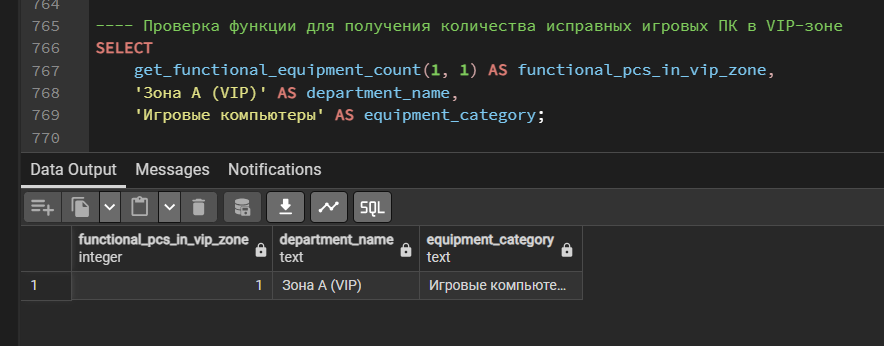 764
765 ---- Проверка функции для получения количества исправных игровых ПК в VIP-зоне
766 SELECT
767 get_functional_equipment_count(1, 1) AS functional_pcs_in_vip_zone,
768 'Зона A (VIP)' AS department_name,
769 'Игровые компьютеры' AS equipment_category;
770
Data Output Messages Notifications
SQL
functional_pcs_in_vip_zone department_name equipment_category
integer text text
1 1 Зона A (VIP) Игровые компьюте...